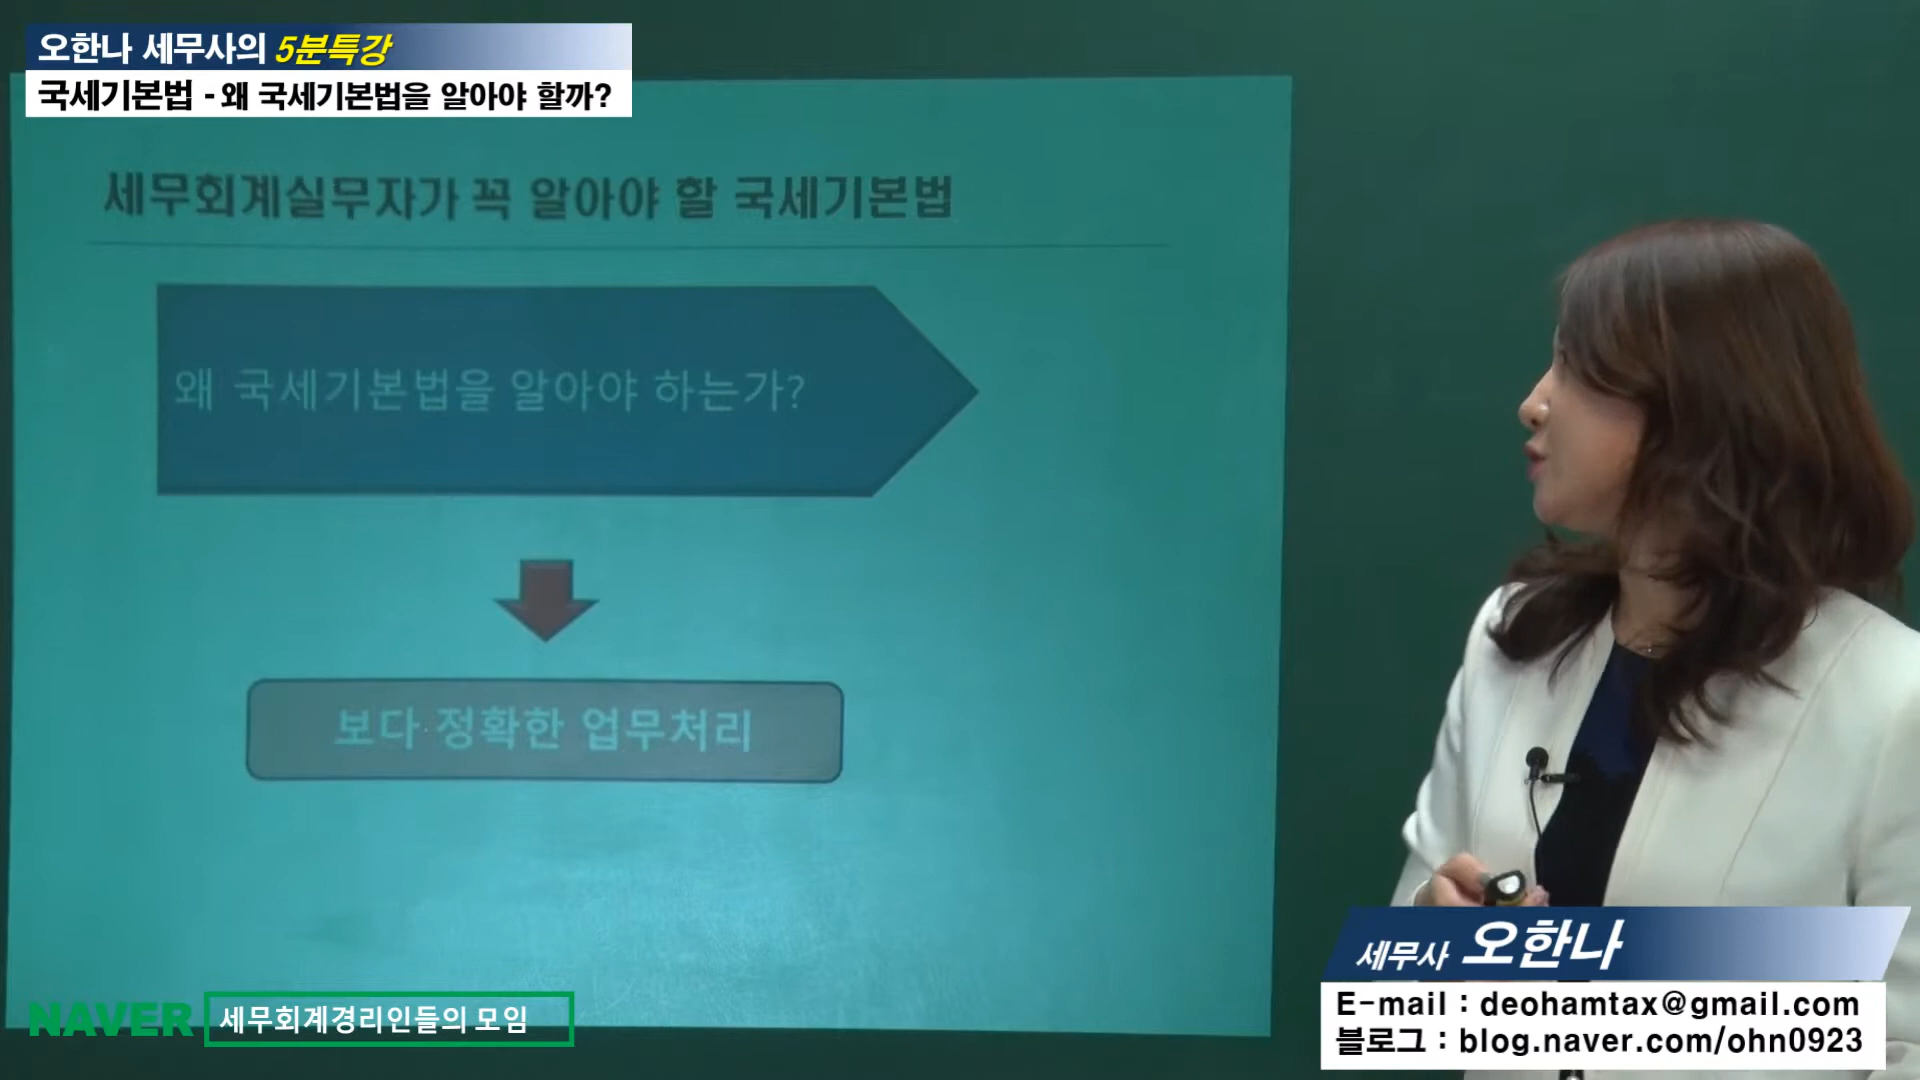 오한나 세무사의 5분특강
국세기본법 - 왜 국세기본법을 알아야 할까?
세무회계실무자가 꼭 알아야 할 국세기본법
왜 국세기본법을 알아야 하는가?
보다 정확한 업무처리
NAVER 세무회계경리인들의 모임
세무사 오한나
E-mail : deohamtax@gmail.com
블로그 : blog.naver.com/ohn0923